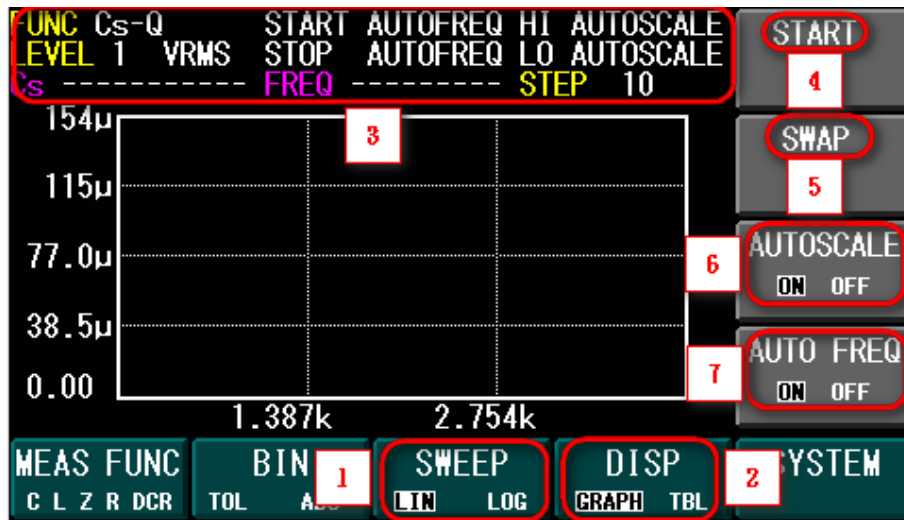 FUNC Cs-Q START AUTOFREQ HI AUTOSCALE
LEVEL 1 VRMS STOP AUTOFREQ LO AUTOSCALE
Cs ----------- FREQ --------- STEP 10
START
4
3
SWAP
5
154µ
115µ
77.0µ
38.5µ
0.00
1.387k 2.754k
6
AUTOSCALE
ON OFF
7
AUTO FREQ
ON OFF
MEAS FUNC
C L Z R DCR
BIN
TOL
1
SWEEP
LIN LOG
DISP
GRAPH TBL
2